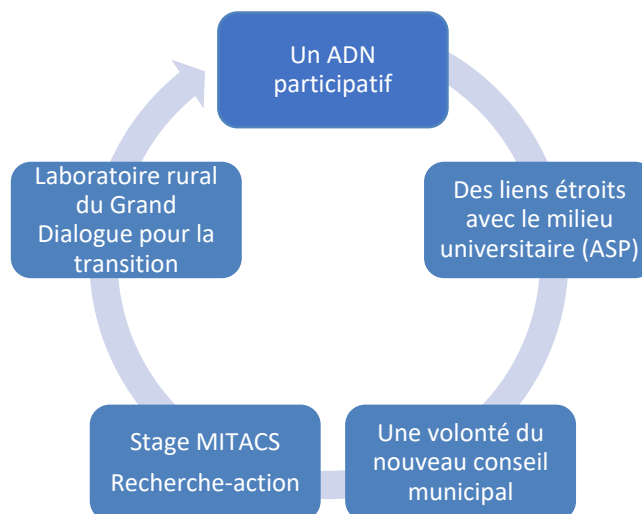 Un ADN
participatif
Des liens étroits
avec le milieu
universitaire (ASP)
Une volonté du
nouveau conseil
municipal
Stage MITACS
Recherche-action
Laboratoire rural
du Grand
Dialogue pour la
transition